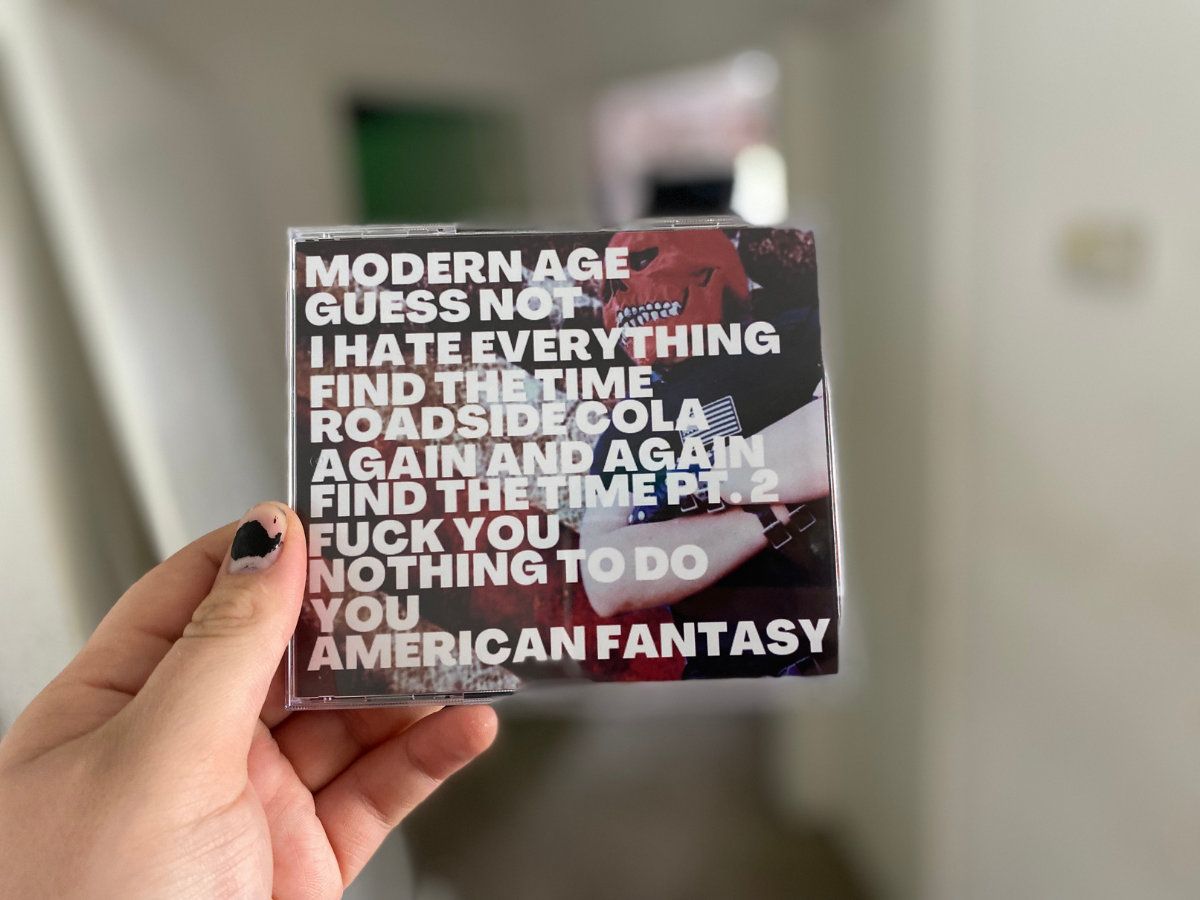 MODERN AGE
GUESS NOT
I HATE EVERYTHING
FIND THE TIME
ROADSIDE COLA
AGAIN AND AGAIN
FIND THE TIME PT. 2
FUCK YOU
NOTHING TO DO
YOU
AMERICAN FANTASY